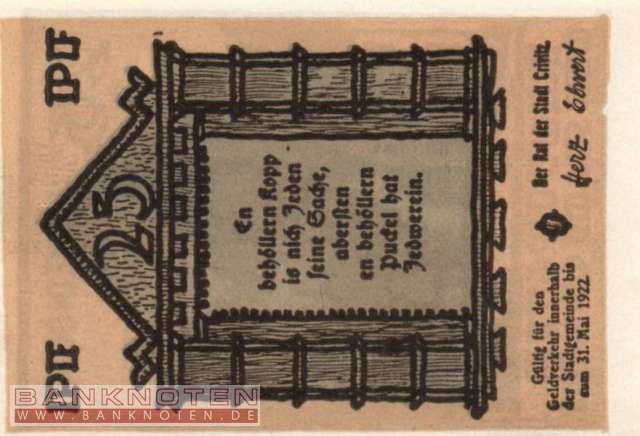 PF 25 PF
En
behöllern Kopp
is nich Jeden
seine Sache,
abersten
en behöllern
Puckel hat
Jedwerein.
Gültig für den
Geldverkehr innerhalb
der Stadtgemeinde bis
zum 31. Mai 1922.
Der Rat der Stadt Crivitz.
BANKNOTEN
WWW.BANKNOTEN.DE